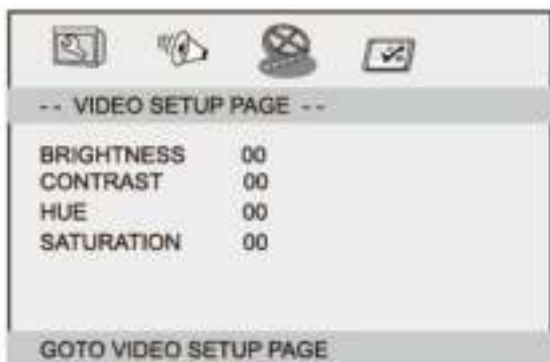 -- VIDEO SETUP PAGE --
BRIGHTNESS 00
CONTRAST 00
HUE 00
SATURATION 00
GOTO VIDEO SETUP PAGE